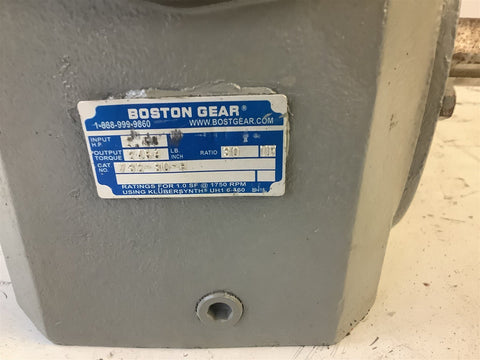 BOSTON GEAR®
1-888-999-9860 WWW.BOSTGEAR.COM
INPUT
H.P.
OUTPUT
TORQUE LB
INCH RATIO
CAT
NO.
RATINGS FOR 1.0 SF @ 1750 RPM
USING KLÜBERSYNTH® UH1 6-460